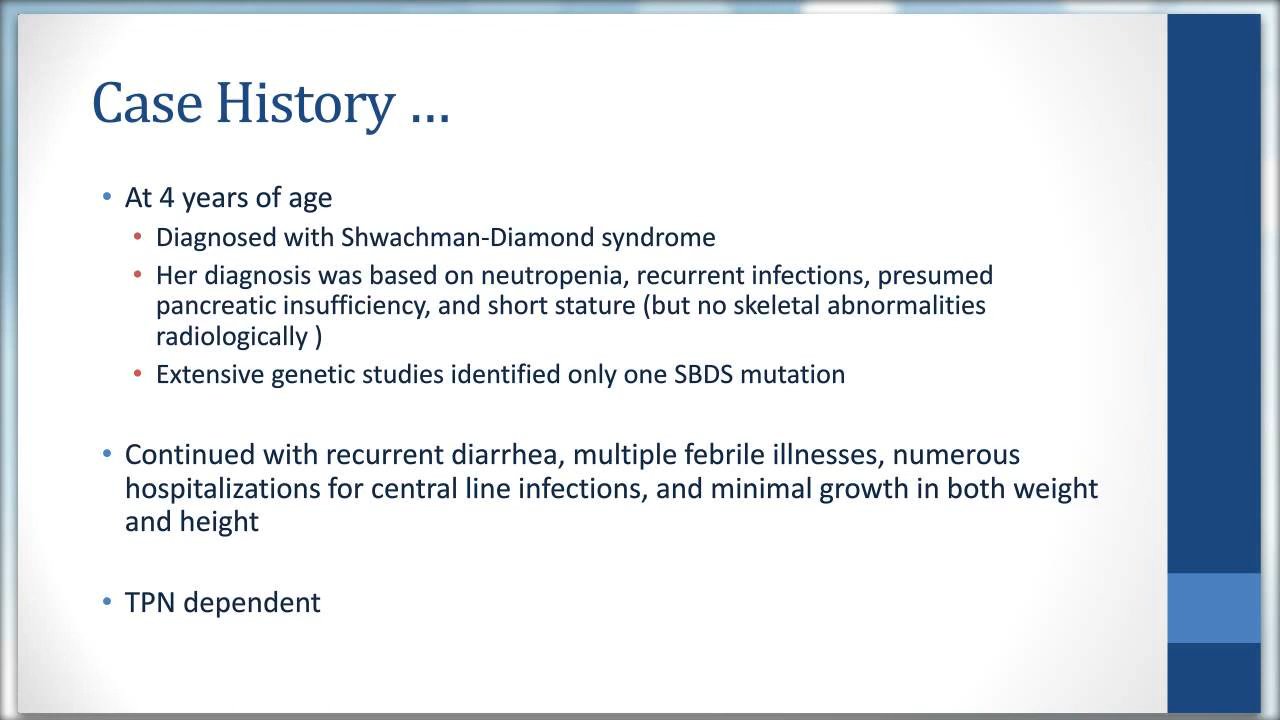 Case History ...
• At 4 years of age
• Diagnosed with Shwachman-Diamond syndrome
• Her diagnosis was based on neutropenia, recurrent infections, presumed
pancreatic insufficiency, and short stature (but no skeletal abnormalities
radiologically )
• Extensive genetic studies identified only one SBDS mutation
• Continued with recurrent diarrhea, multiple febrile illnesses, numerous
hospitalizations for central line infections, and minimal growth in both weight
and height
• TPN dependent